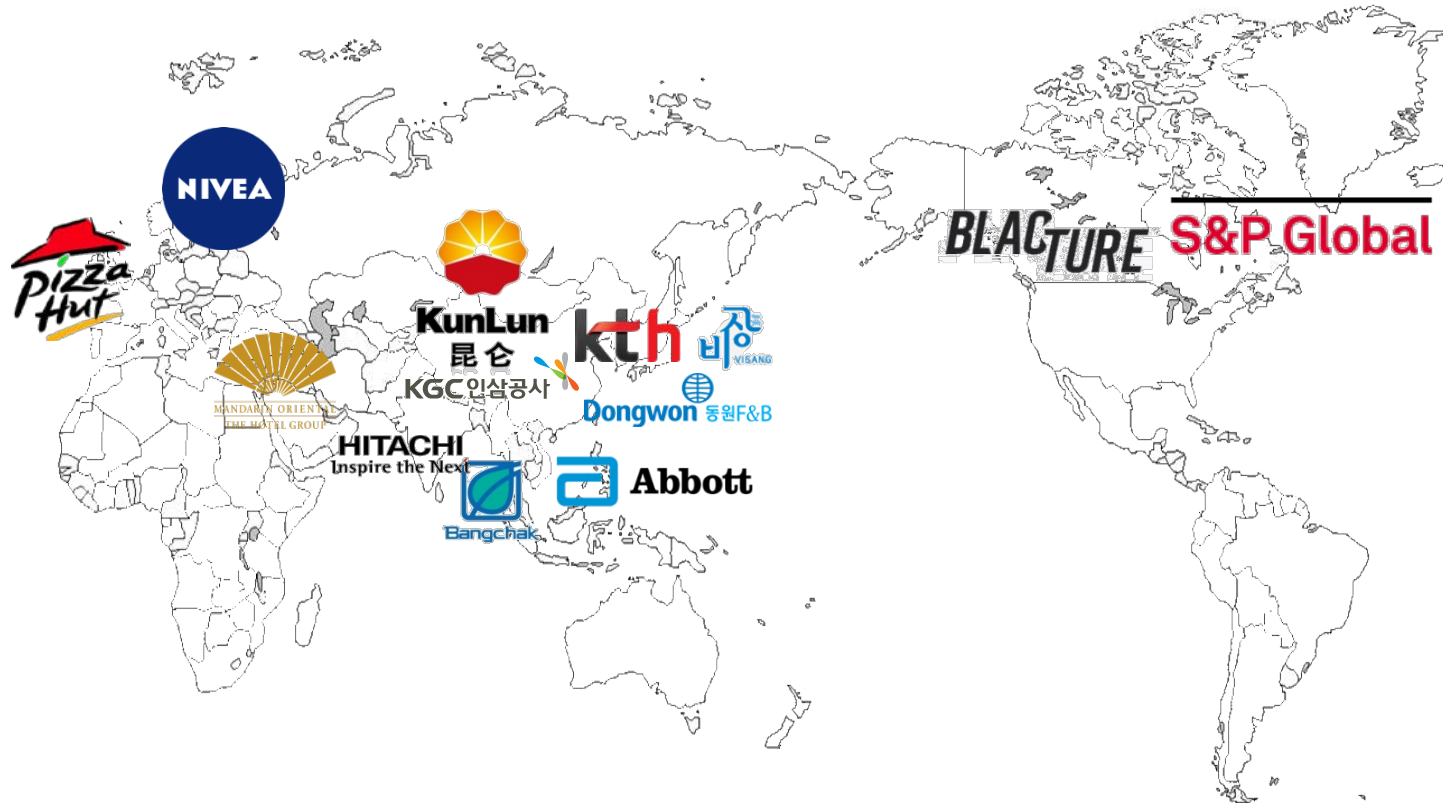 NIVEA
Pizza
Hut
BLACTURE
S&P Global
KunLun
昆仑
kth
비상
VISANG
KGC인삼공사
Dongwon 동원F&B
MANDARIN ORIENTAL
THE HOTEL GROUP
HITACHI
Inspire the Next
Abbott
Bangchak